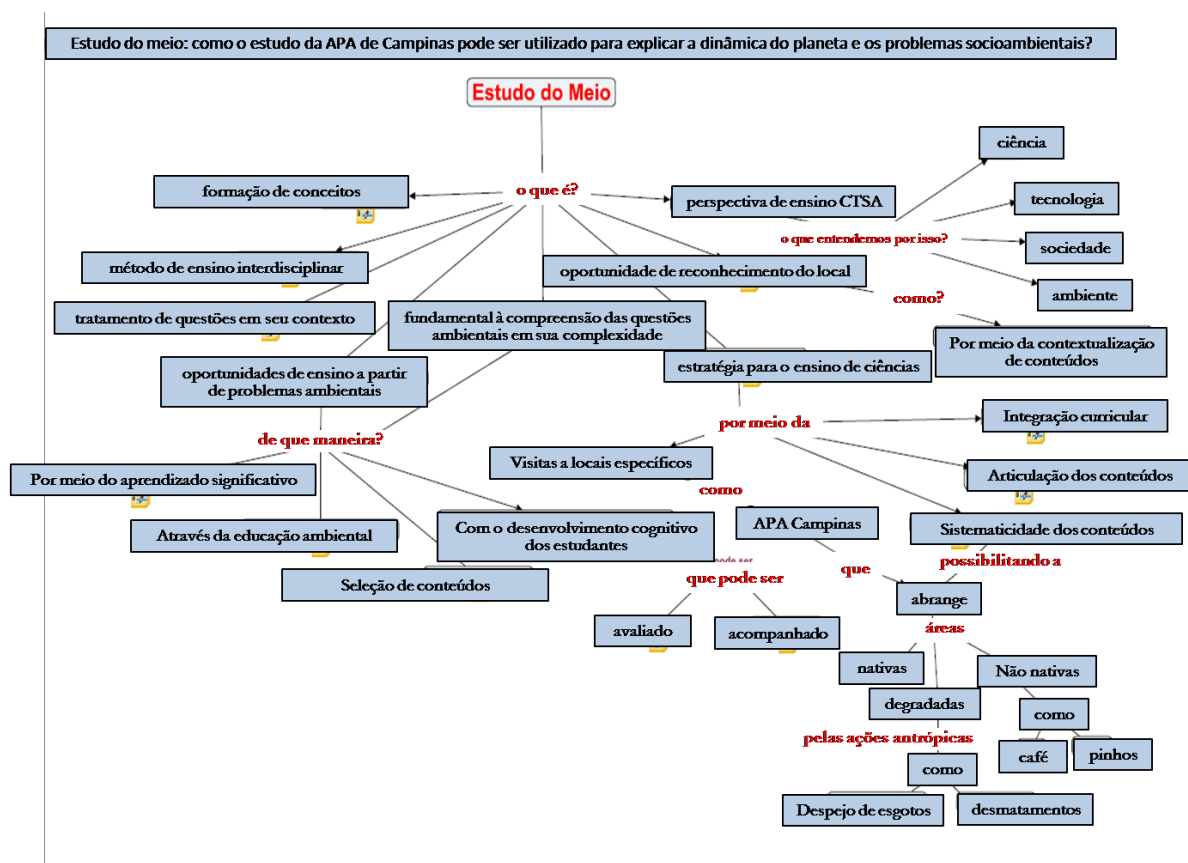 Estudo do meio: como o estudo da APA de Campinas pode ser utilizado para explicar a dinâmica do planeta e os problemas socioambientais?
Estudo do Meio
ciência
formação de conceitos
o que é?
perspectiva de ensino CTSA
tecnologia
o que entendemos por isso?
sociedade
método de ensino interdisciplinar
oportunidade de reconhecimento do local
ambiente
como?
tratamento de questões em seu contexto
fundamental à compreensão das questões
ambientais em sua complexidade
Por meio da contextualização
de conteúdos
estratégia para o ensino de ciências
oportunidades de ensino a partir
de problemas ambientais
Integração curricular
por meio da
de que maneira?
Visitas a locais específicos
Por meio do aprendizado significativo
Articulação dos conteúdos
como
APA Campinas
Sistematicidade dos conteúdos
Através da educação ambiental
Com o desenvolvimento cognitivo
dos estudantes
possibilitando a
que
pode ser
que pode ser
Seleção de conteúdos
abrange
áreas
avaliado
acompanhado
nativas
Não nativas
degradadas
como
pelas ações antrópicas
café
pinhos
como
Despejo de esgotos
desmatamentos